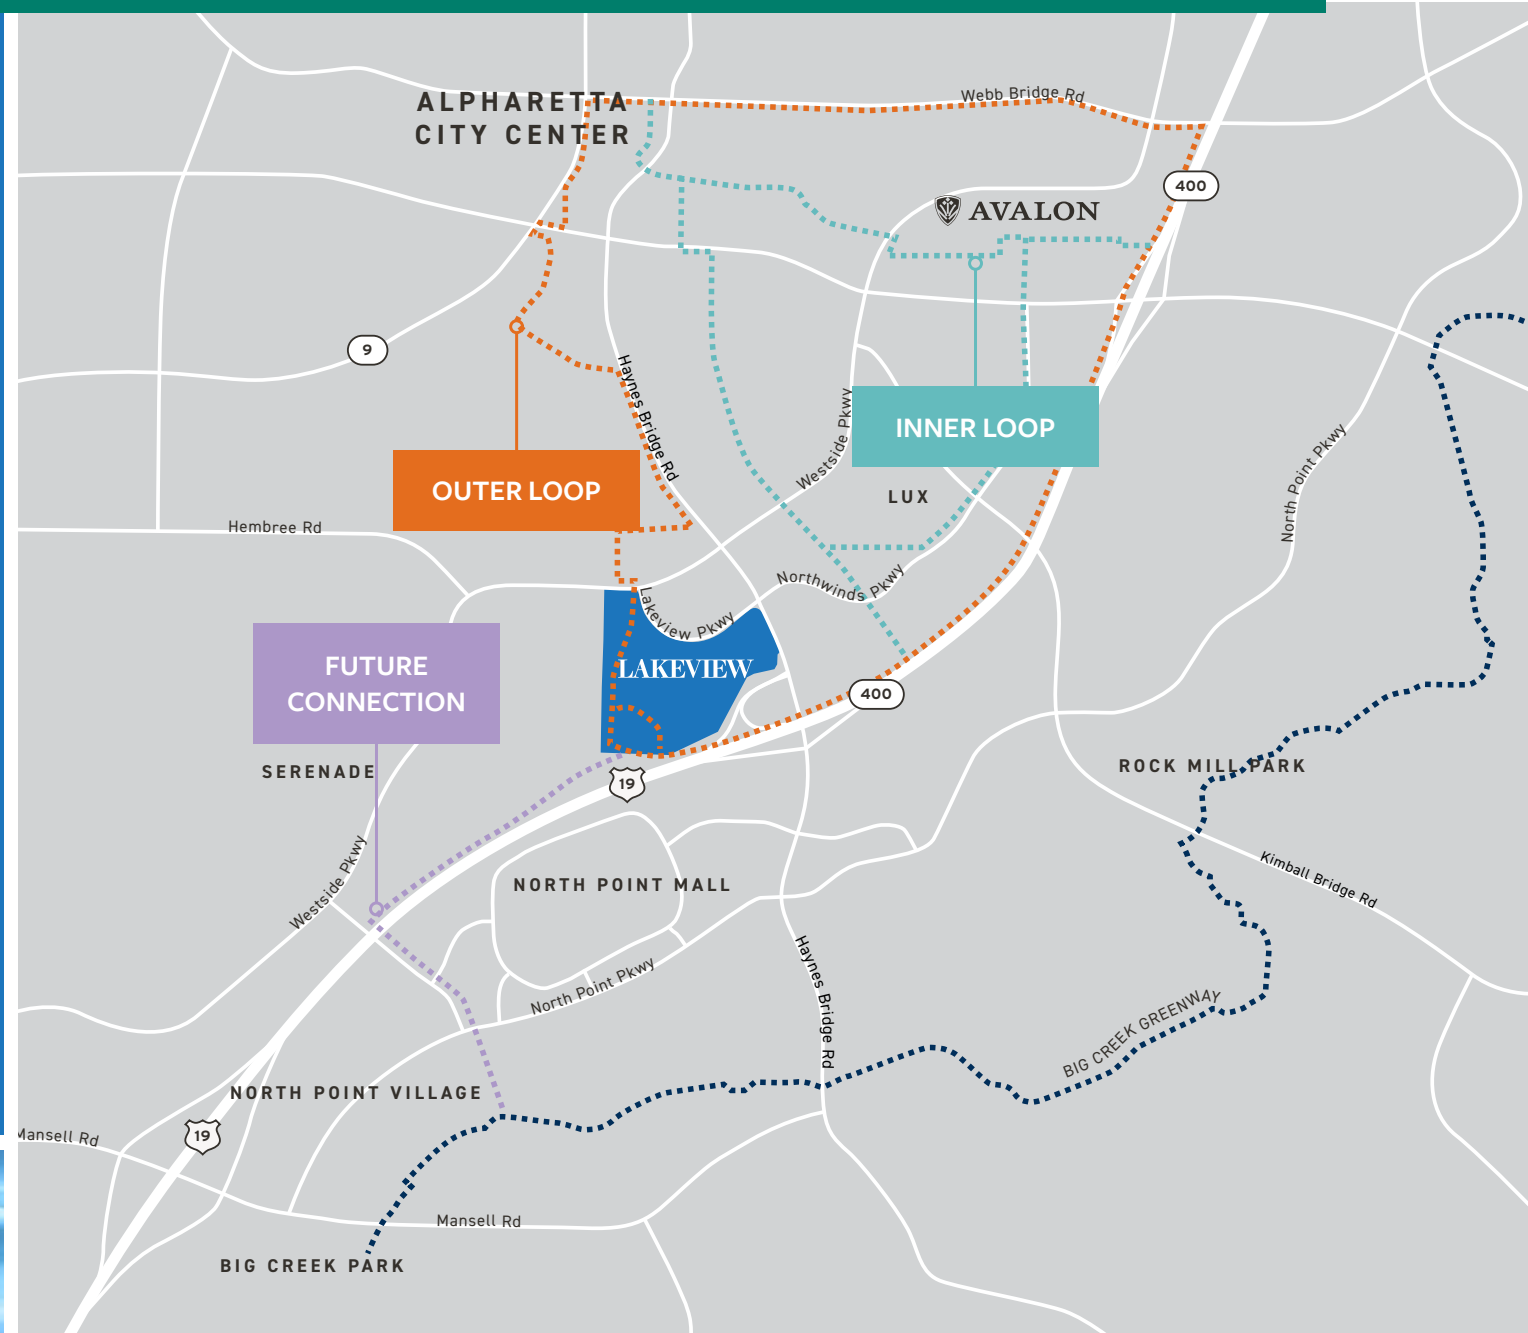 Webb Bridge Rd
ALPHARETTA
CITY CENTER
400
AVALON
9
Haynes Bridge Rd
Westside Pkwy
INNER LOOP
North Point Pkwy
OUTER LOOP
LUX
Hembree Rd
Northwinds Pkwy
Lakeview Pkwy
FUTURE
CONNECTION
LAKEVIEW
400
SERENADE
19
ROCK MILL PARK
Westside Pkwy
NORTH POINT MALL
Kimball Bridge Rd
Haynes Bridge Rd
North Point Pkwy
BIG CREEK GREENWAY
NORTH POINT VILLAGE
19
Mansell Rd
Mansell Rd
BIG CREEK PARK